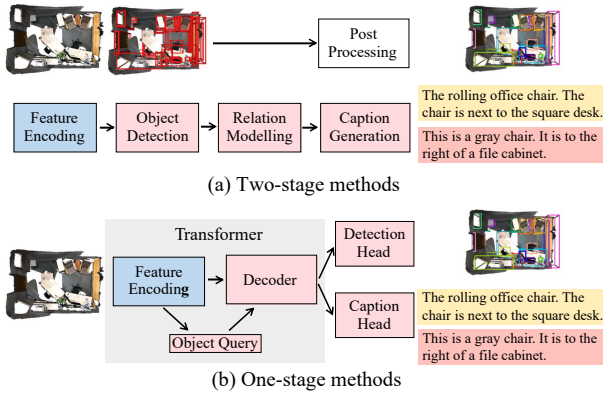 Post
Processing
Feature
Encoding
Object
Detection
Relation
Modelling
Caption
Generation
The rolling office chair. The
chair is next to the square desk.
This is a gray chair. It is to the
right of a file cabinet.
(a) Two-stage methods
Transformer
Feature
Encodingg
Decoder
Object Query
Detection
Head
Caption
Head
The rolling office chair. The
chair is next to the square desk.
This is a gray chair. It is to the
right of a file cabinet.
(b) One-stage methods